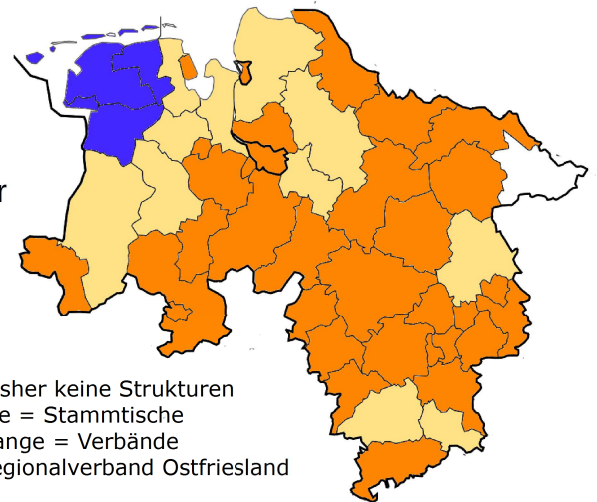 r
sher keine Strukturen
e = Stammtische
ange = Verbände
egionalverband Ostfriesland